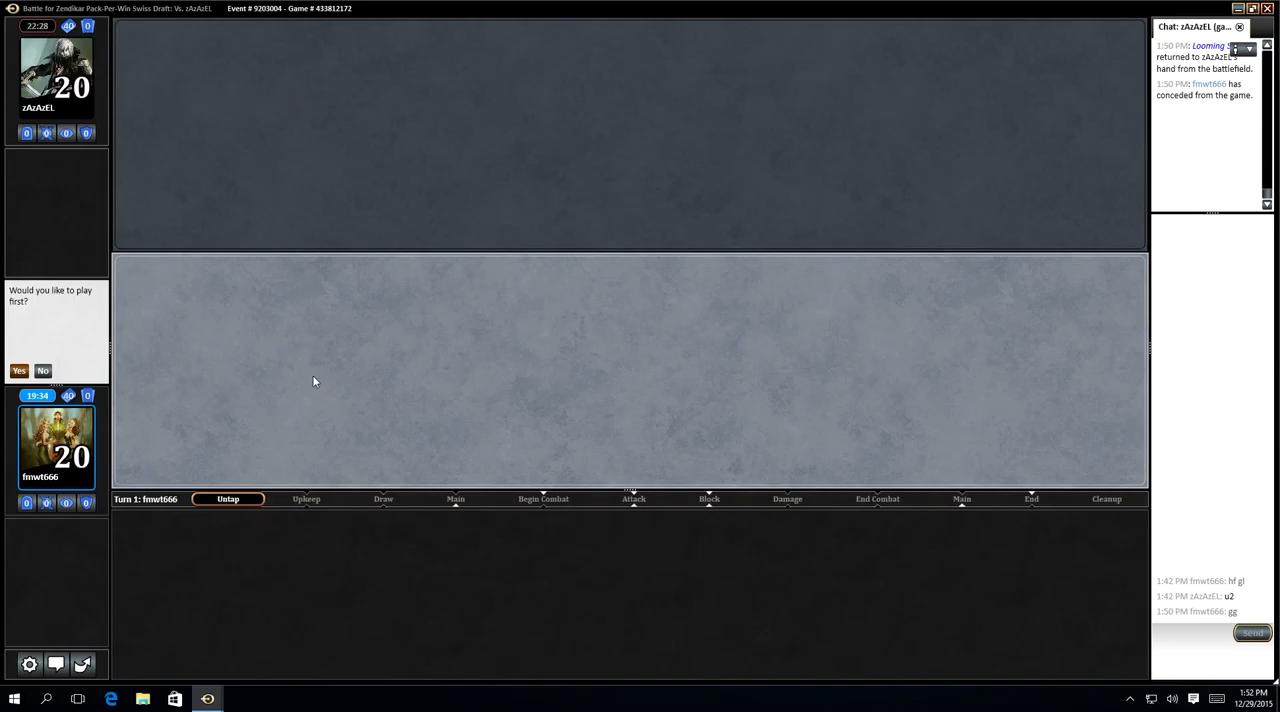 Battle for Zendikar Pack-Per-Win Swiss Draft: Vs. zAzAzEL Event # 9203004 - Game # 433812172
22:28 40 0
20
zAzAzEL
0 0 0 0
Chat: zAzAzEL (ga...
1:50 PM: Looming
returned to zAzAzEL's
hand from the battlefield.
1:50 PM: fmwt666 has
conceded from the game.
Would you like to play
first?
Yes No
19:34 40 0
20
fmwt666
0 0 0 0
Turn 1: fmwt666 Untap Upkeep Draw Main Begin Combat Attack Block Damage End Combat Main End Cleanup
1:42 PM fmwt666: hf gl
1:42 PM zAzAzEL: u2
1:50 PM fmwt666: gg
Send
1:52 PM
12/29/2015